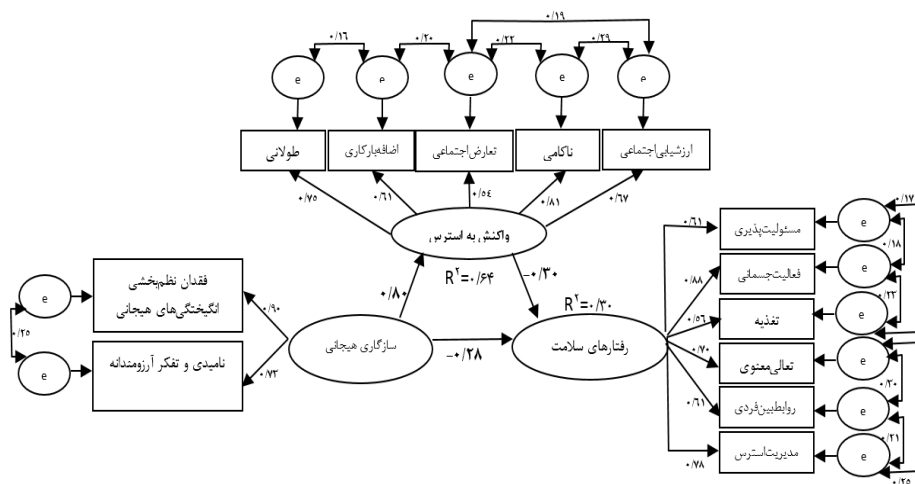 ۰/۱۹
۰/۱۶
۰/۲۰
۰/۲۲
۰/۲۹
e
e
e
e
e
طولانی
اضافه‌بارکاری
تعارض‌اجتماعی
ناکامی
ارزشیابی‌اجتماعی
۰/۷۵
۰/۶۱
۰/۵٤
۰/۸۱
۰/۶۷
واکنش به استرس
R²=۰/۶۴
-۰/۳۰
R²=۰/۳۰
۰/۸۰
سازگاری هیجانی
-۰/۲۸
رفتارهای سلامت
e
فقدان نظم‌بخشی
انگیختگی‌های هیجانی
۰/۹۰
۰/۲۵
e
نامیدی و تفکر آرزومندانه
۰/۷۲
۰/۶۱
مسئولیت‌پذیری
e
۰/۱۷
۰/۱۸
۰/۸۸
فعالیت‌جسمانی
e
۰/۲۳
۰/۵۶
تغذیه
e
۰/۷۰
تعالی‌معنوی
e
۰/۲۰
۰/۶۱
روابط‌بین‌فردی
e
۰/۲۱
۰/۷۸
مدیریت‌استرس
e
۰/۲۵